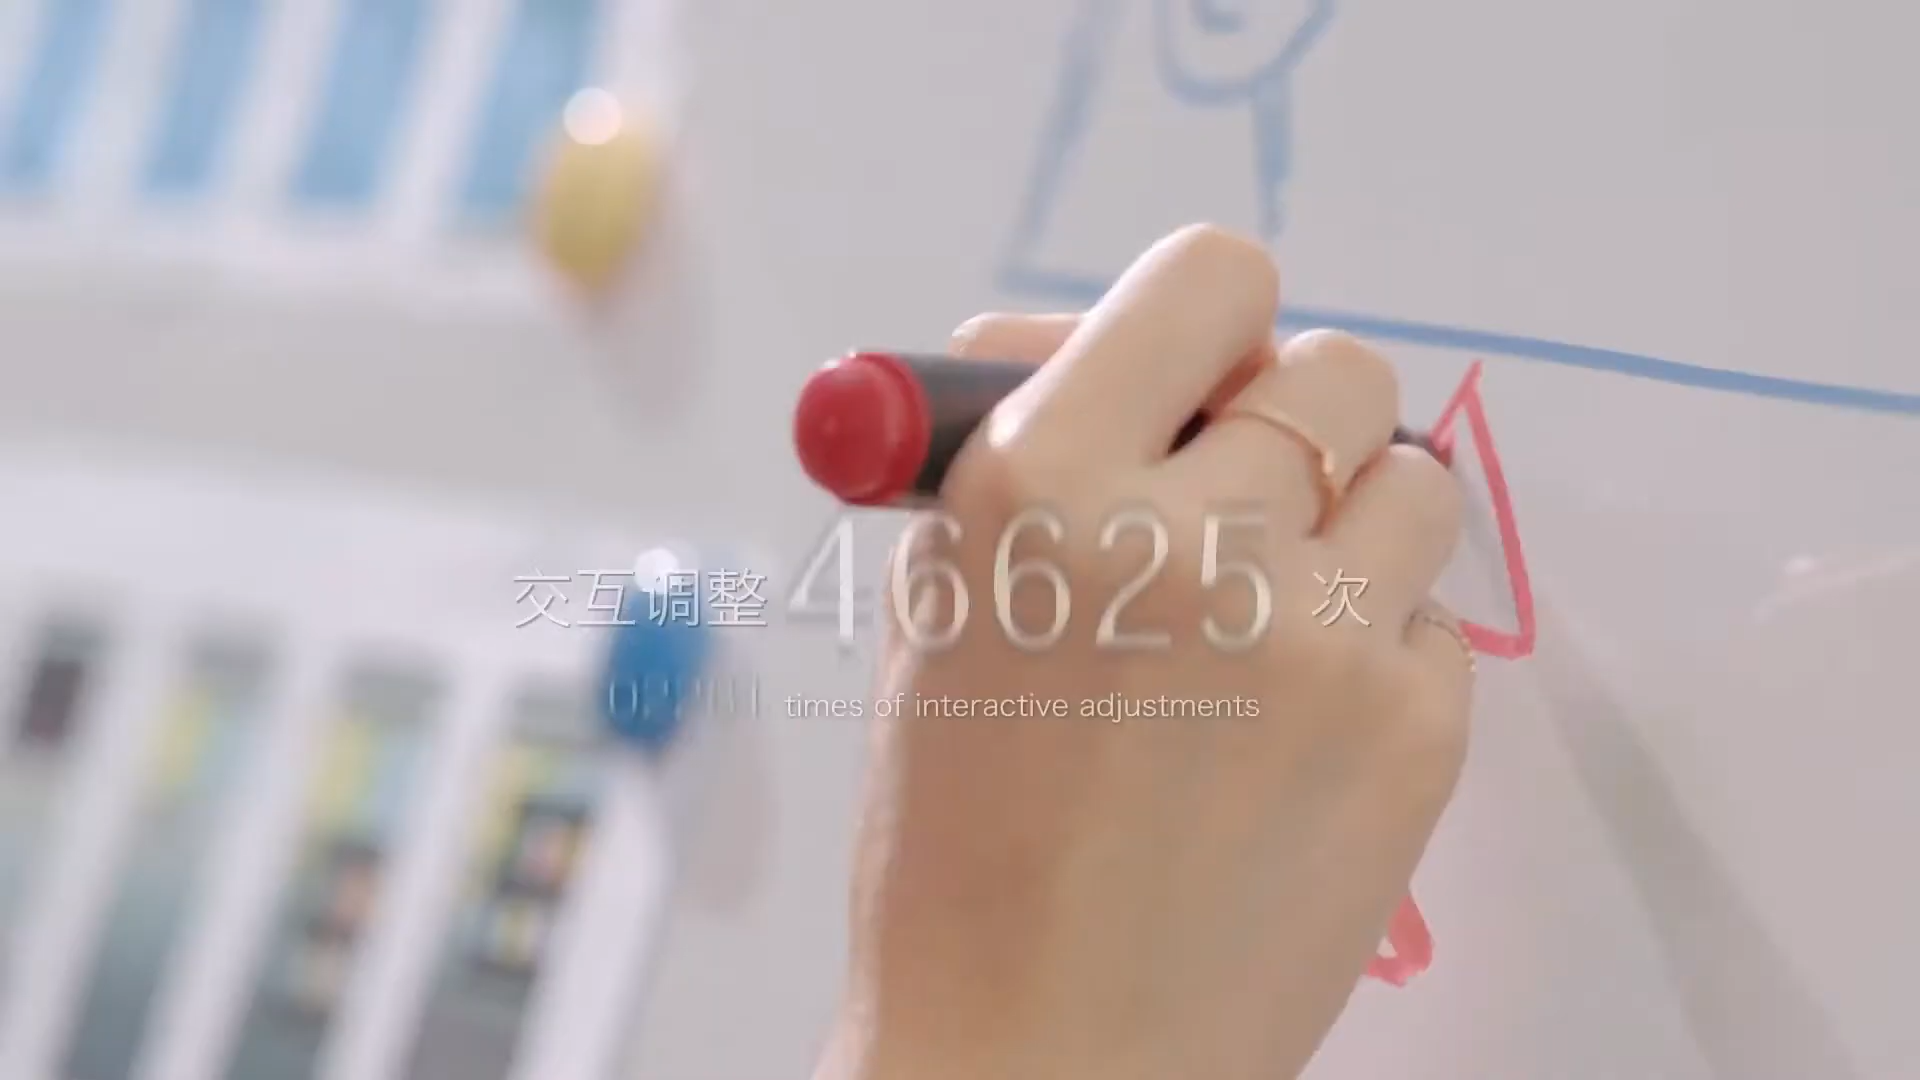 交互调整 46625 次
times of interactive adjustments